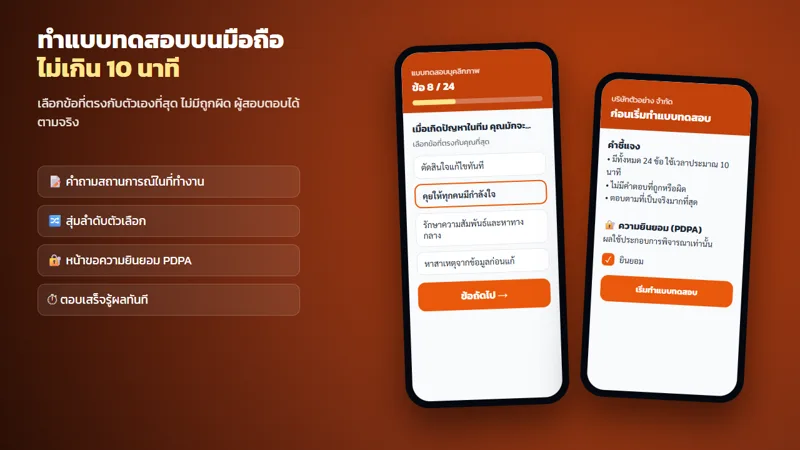 ทำแบบทดสอบบนมือถือ
ไม่เกิน 10 นาที
เลือกข้อที่ตรงกับตัวเองที่สุด ไม่มีถูกผิด ผู้สอบตอบได้
ตามจริง
📝 คำถามสถานการณ์ในที่ทำงาน
🔀 สุ่มลำดับตัวเลือก
🔐 หน้าขอความยินยอม PDPA
⏱ ตอบเสร็จรู้ผลทันที
แบบทดสอบบุคลิกภาพ
ข้อ 8 / 24
เมื่อเกิดปัญหาในทีม คุณมักจะ...
เลือกข้อที่ตรงกับคุณที่สุด
ตัดสินใจแก้ไขทันที
คุยให้ทุกคนมีกำลังใจ
รักษาความสัมพันธ์และหาทาง
กลาง
หาสาเหตุจากข้อมูลก่อนแก้
ข้อถัดไป →
บริษัทตัวอย่าง จำกัด
ก่อนเริ่มทำแบบทดสอบ
คำชี้แจง
• มีทั้งหมด 24 ข้อ ใช้เวลาประมาณ 10
นาที
• ไม่มีคำตอบที่ถูกหรือผิด
• ตอบตามที่เป็นจริงมากที่สุด
🔐 ความยินยอม (PDPA)
ผลใช้ประกอบการพิจารณาเท่านั้น
✓ ยินยอม
เริ่มทำแบบทดสอบ